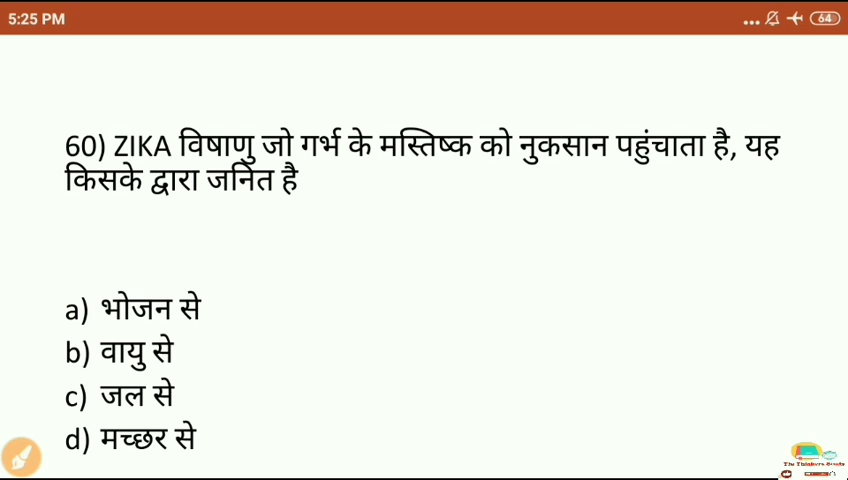 5:25 PM
64
60) ZIKA विषाणु जो गर्भ के मस्तिष्क को नुकसान पहुंचाता है, यह
किसके द्वारा जनित है
a) भोजन से
b) वायु से
c) जल से
d) मच्छर से